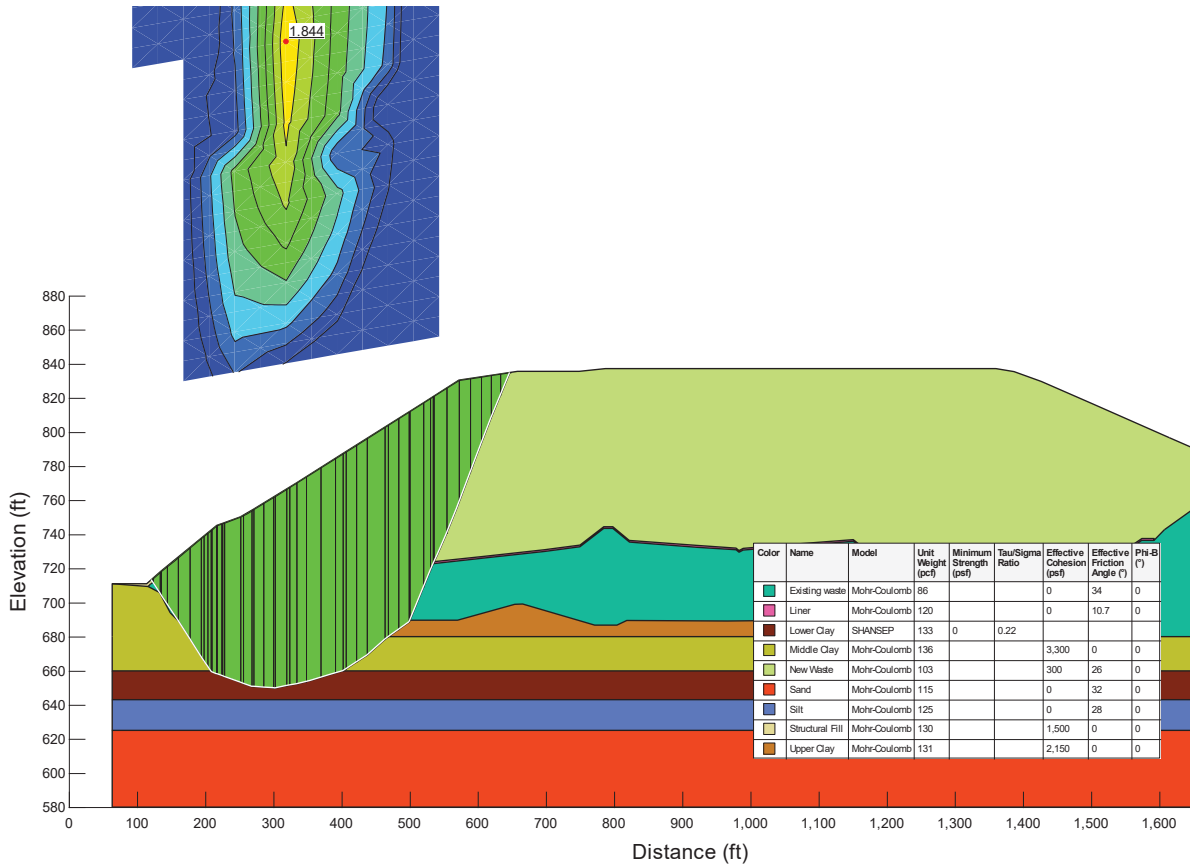 1.844
880
860
840
820
800
780
760
740
720
700
680
660
640
620
600
580
Elevation (ft)
0 100 200 300 400 500 600 700 800 900 1,000 1,100 1,200 1,300 1,400 1,500 1,600
Distance (ft)
Color Name Model Unit Weight (pcf) Minimum Strength (psf) Tau/Sigma Ratio Effective Cohesion (psf) Effective Friction Angle (°) Phi-B (°)
Existing waste Mohr-Coulomb 86 0 34 0
Liner Mohr-Coulomb 120 0 10.7 0
Lower Clay SHANSEP 133 0 0.22
Middle Clay Mohr-Coulomb 136 3,300 0 0
New Waste Mohr-Coulomb 103 300 26 0
Sand Mohr-Coulomb 115 0 32 0
Silt Mohr-Coulomb 125 0 28 0
Structural Fill Mohr-Coulomb 130 1,500 0 0
Upper Clay Mohr-Coulomb 131 2,150 0 0